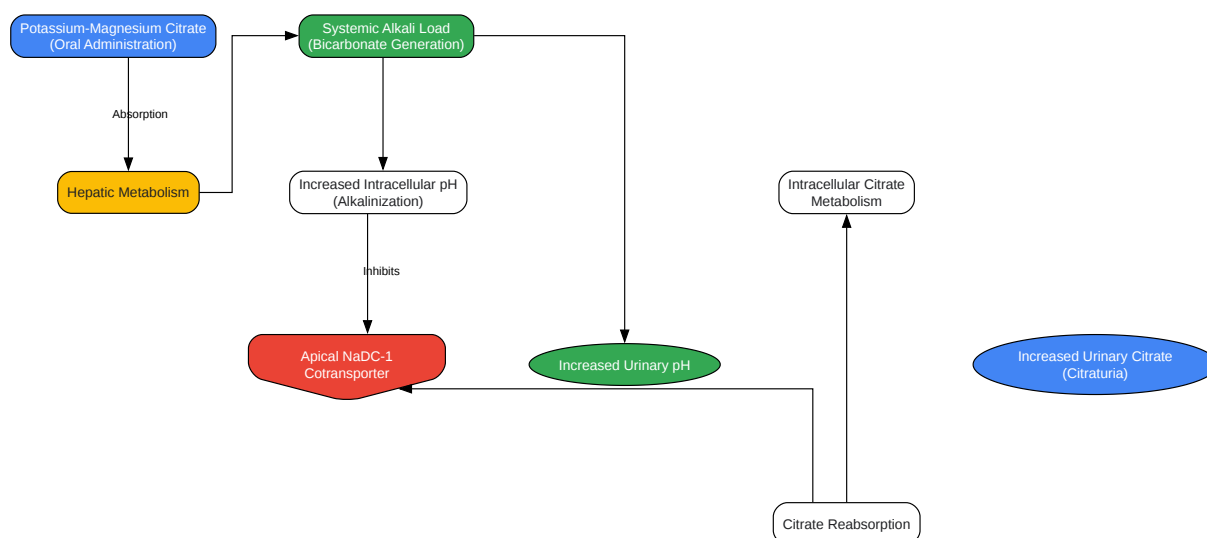 Potassium-Magnesium Citrate
(Oral Administration)
Systemic Alkali Load
(Bicarbonate Generation)
Absorption
Hepatic Metabolism
Increased Intracellular pH
(Alkalinization)
Intracellular Citrate
Metabolism
Inhibits
Apical NaDC-1
Cotransporter
Increased Urinary pH
Increased Urinary Citrate
(Citraturia)
Citrate Reabsorption